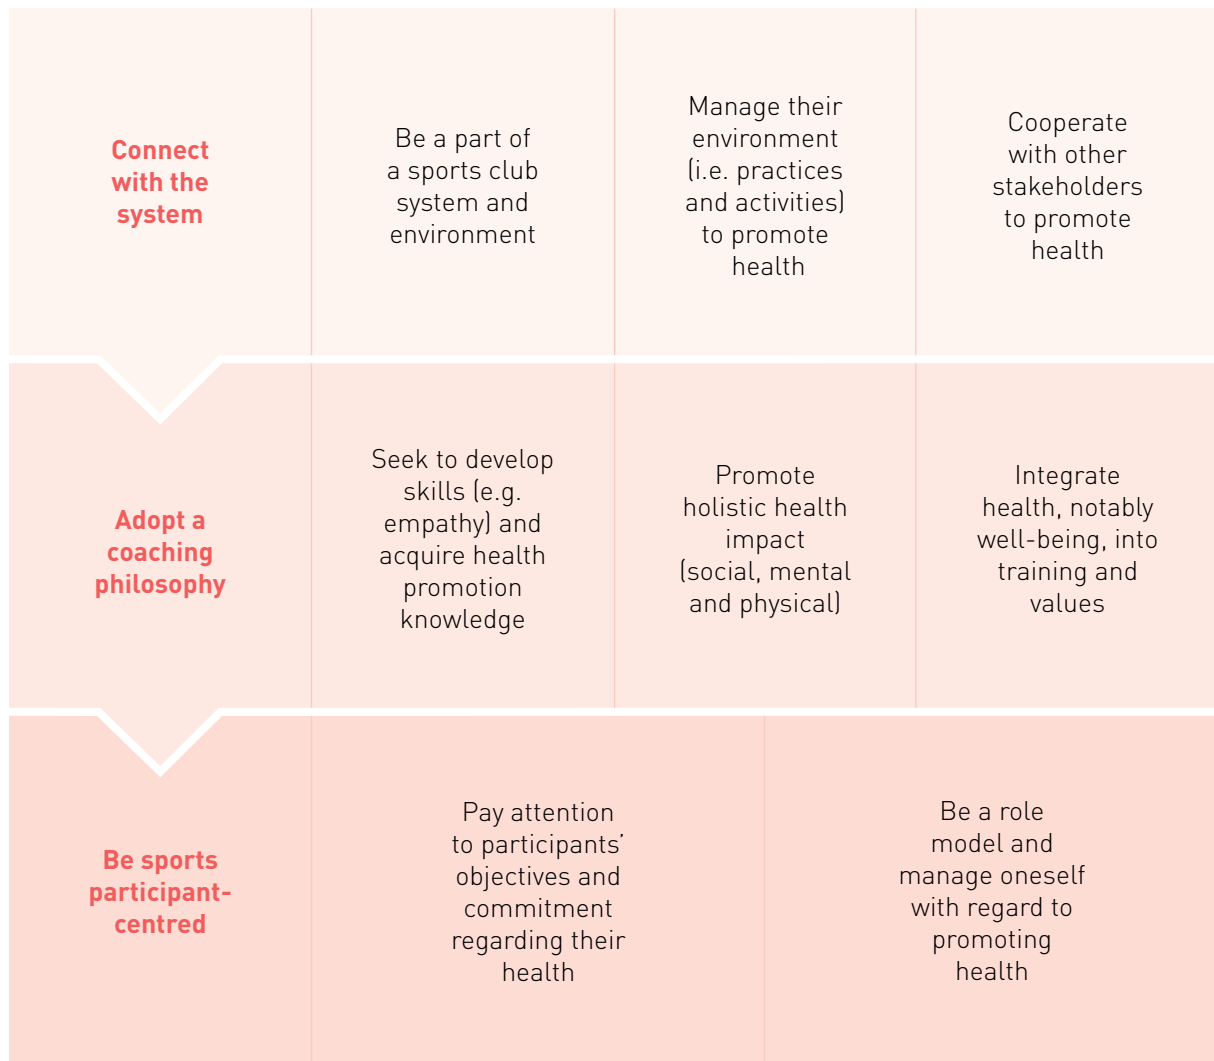 Connect
with the
system
Be a part of
a sports club
system and
environment
Manage their
environment
(i.e. practices
and activities)
to promote
health
Cooperate
with other
stakeholders
to promote
health
Adopt a
coaching
philosophy
Seek to develop
skills (e.g.
empathy) and
acquire health
promotion
knowledge
Promote
holistic health
impact
(social, mental
and physical)
Integrate
health, notably
well-being, into
training and
values
Be sports
participant-
centred
Pay attention
to participants’
objectives and
commitment
regarding their
health
Be a role
model and
manage oneself
with regard to
promoting
health